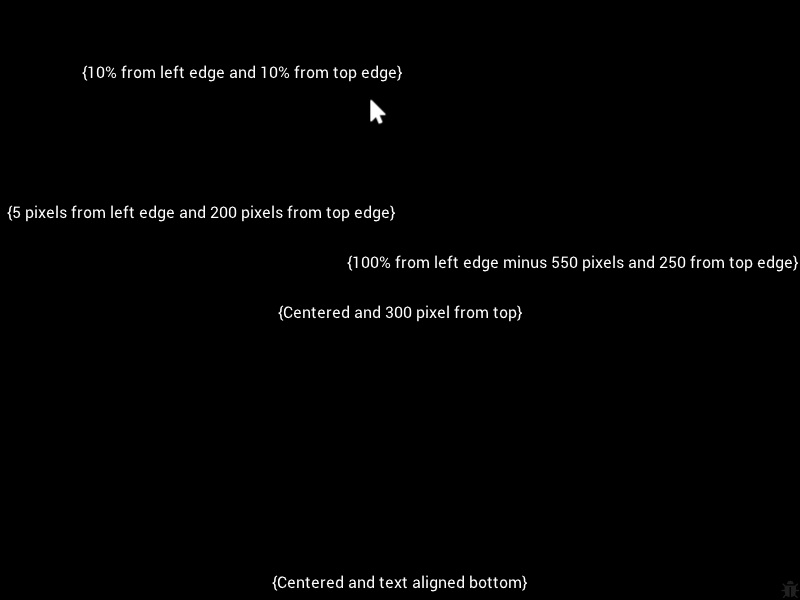 {10% from left edge and 10% from top edge}
{5 pixels from left edge and 200 pixels from top edge}
{100% from left edge minus 550 pixels and 250 from top edge}
{Centered and 300 pixel from top}
{Centered and text aligned bottom}